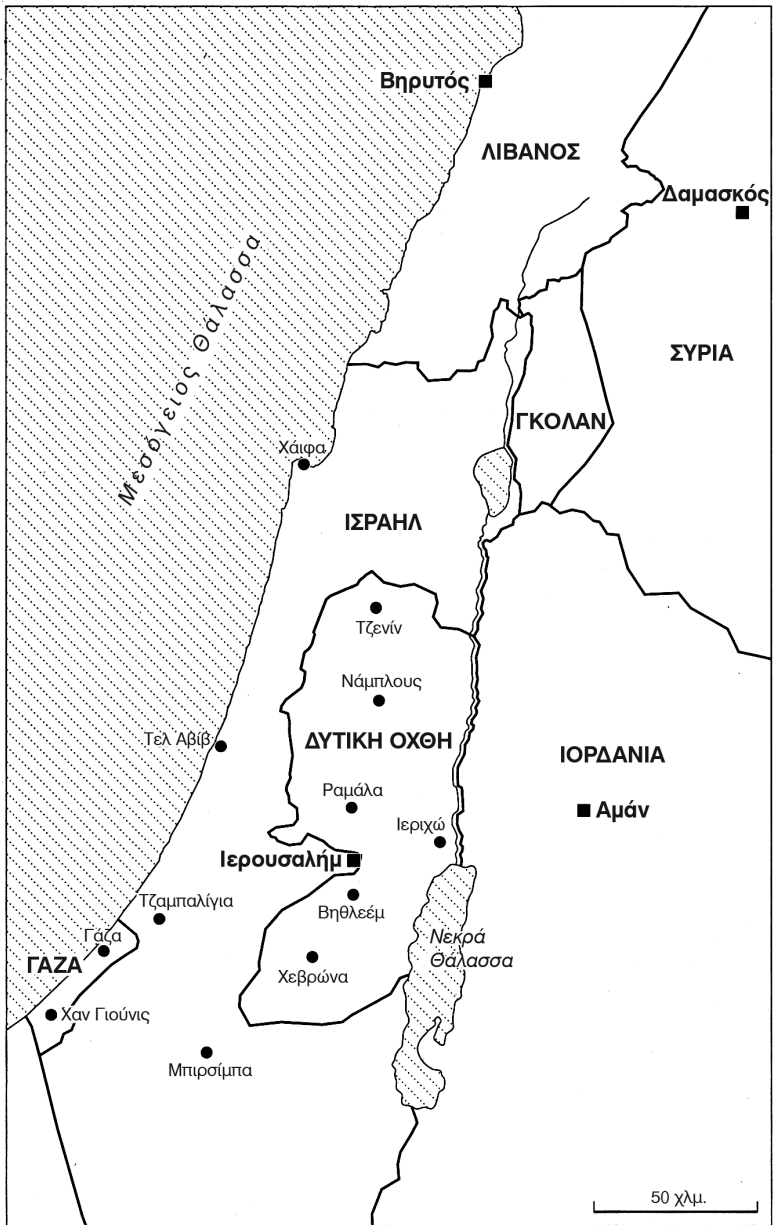 Βηρυτός
ΛΙΒΑΝΟΣ
Δαμασκός
Μεσόγειος Θάλασσα
ΣΥΡΙΑ
ΓΚΟΛΑΝ
Χάιφα
ΙΣΡΑΗΛ
Τζενίν
Νάμπλους
Τελ Αβίβ
ΔΥΤΙΚΗ ΟΧΘΗ
ΙΟΡΔΑΝΙΑ
Ραμάλα
Αμάν
Ιεριχώ
Ιερουσαλήμ
Τζαμπαλίγια
Βηθλεέμ
Γάζα
Νεκρά
Θάλασσα
ΓΑΖΑ
Χεβρώνα
Χαν Γιούνις
Μπιρσίμπα
50 χλμ.